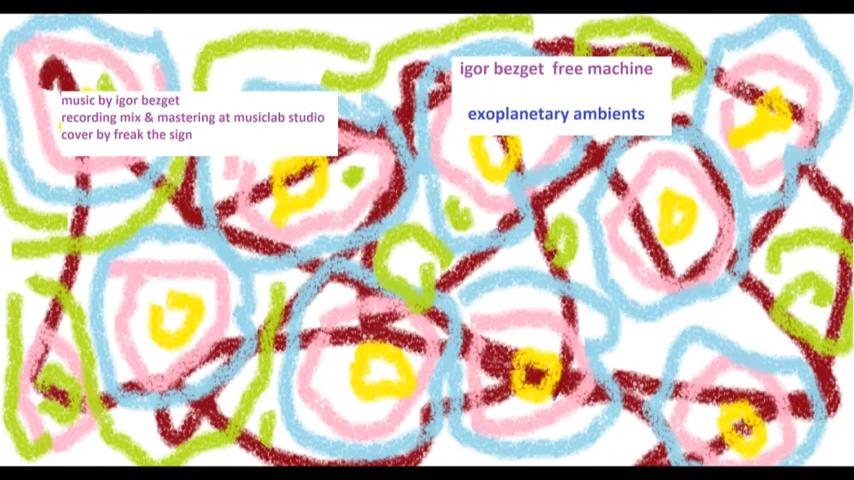 music by igor bezget
recording mix & mastering at musiclab studio
cover by freak the sign
igor bezget free machine
exoplanetary ambients